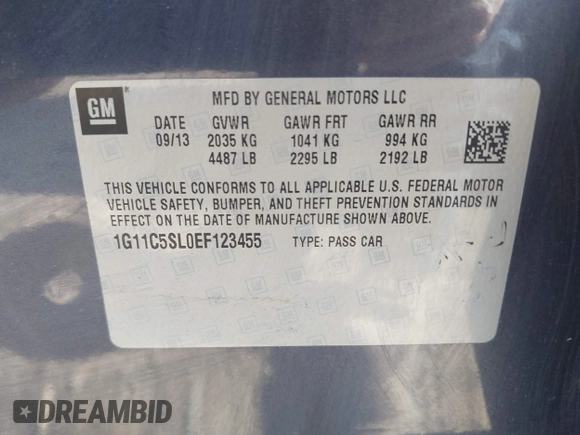 GM
MFD BY GENERAL MOTORS LLC
DATE GVWR GAWR FRT GAWR RR
09/13 2035 KG 1041 KG 994 KG
4487 LB 2295 LB 2192 LB
THIS VEHICLE CONFORMS TO ALL APPLICABLE U.S. FEDERAL MOTOR
VEHICLE SAFETY, BUMPER, AND THEFT PREVENTION STANDARDS IN
EFFECT ON THE DATE OF MANUFACTURE SHOWN ABOVE.
1G11C5SL0EF123455 TYPE: PASS CAR
DREAMBID